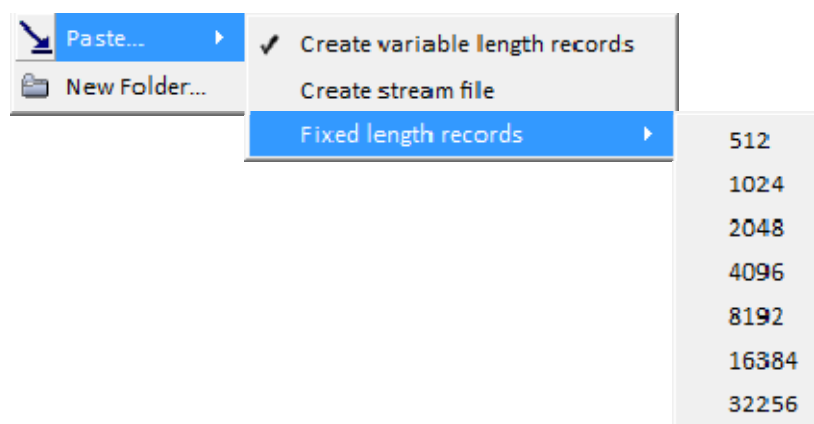 Paste...
New Folder...
Create variable length records
Create stream file
Fixed length records
512
1024
2048
4096
8192
16384
32256